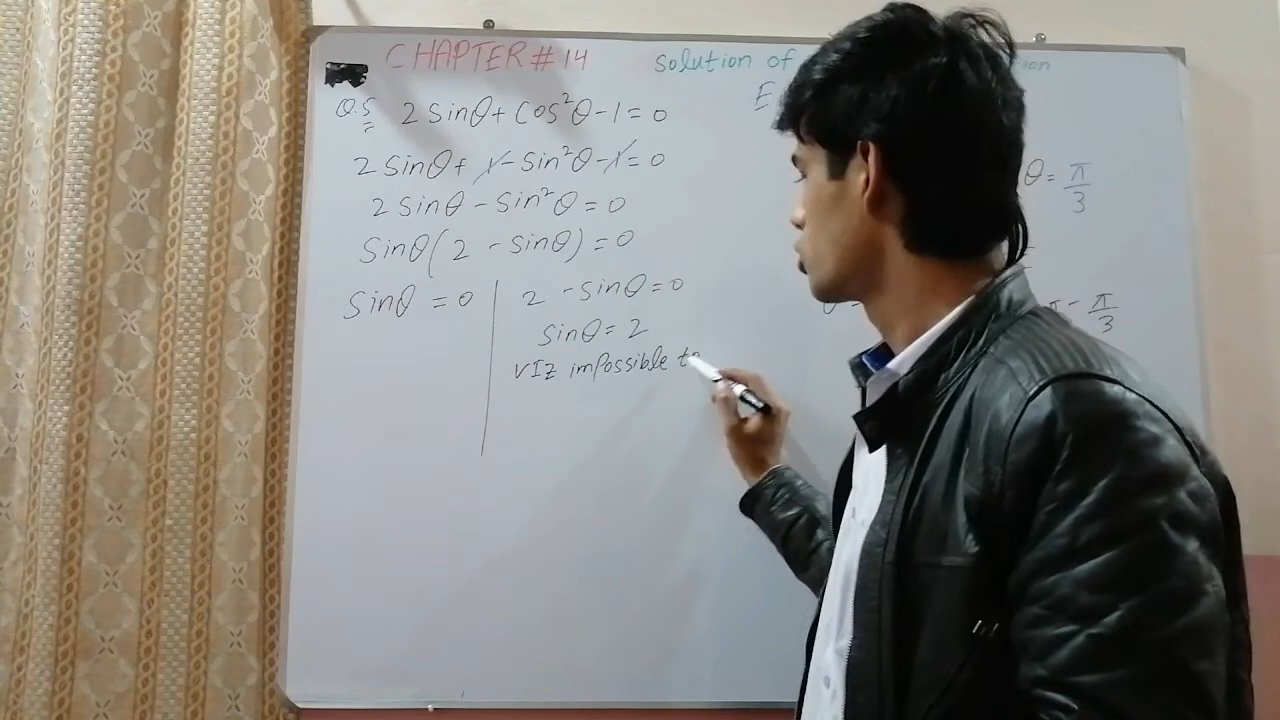 CHAPTER # 14
Solution of
E
Q.5 2 sinθ + cos²θ - 1 = 0
2 sinθ + 1 - sin²θ - 1 = 0
2 sinθ - sin²θ = 0
sinθ(2 - sinθ) = 0
sinθ = 0
2 - sinθ = 0
sinθ = 2
vIz impossible to
θ = π/3
π - π/3